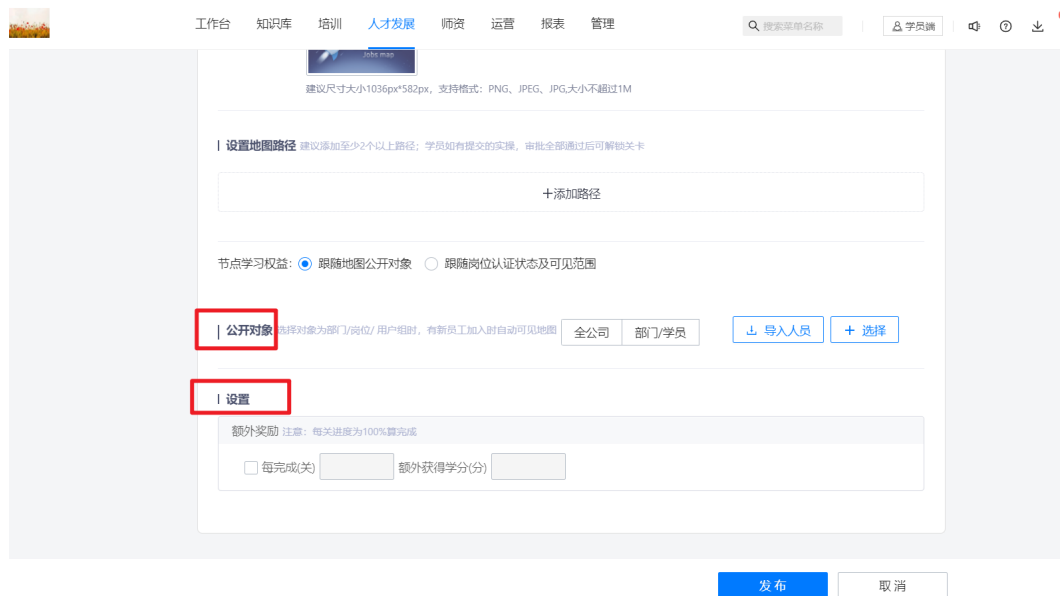 工作台 知识库 培训 人才发展 师资 运营 报表 管理 搜索菜单名称 学员端
Jobs map
建议尺寸大小1036px*582px，支持格式：PNG、JPEG、JPG,大小不超过1M
设置地图路径 建议添加至少2个以上路径；学员如有提交的实操，审批全部通过后可解锁关卡
+添加路径
节点学习权益: 跟随地图公开对象 跟随岗位认证状态及可见范围
公开对象 选择对象为部门/岗位/ 用户组时，有新员工加入时自动可见地图 全公司 部门/学员 导入人员 + 选择
设置
额外奖励 注意：每关进度为100%算完成
每完成(关) 额外获得学分(分)
发布 取消